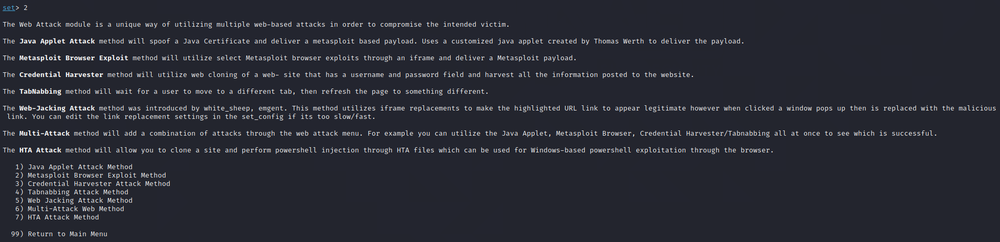 set> 2
The Web Attack module is a unique way of utilizing multiple web-based attacks in order to compromise the intended victim.
The Java Applet Attack method will spoof a Java Certificate and deliver a metasploit based payload. Uses a customized java applet created by Thomas Werth to deliver the payload.
The Metasploit Browser Exploit method will utilize select Metasploit browser exploits through an iframe and deliver a Metasploit payload.
The Credential Harvester method will utilize web cloning of a web- site that has a username and password field and harvest all the information posted to the website.
The TabNabbing method will wait for a user to move to a different tab, then refresh the page to something different.
The Web-Jacking Attack method was introduced by white_sheep, emgent. This method utilizes iframe replacements to make the highlighted URL link to appear legitimate however when clicked a window pops up then is replaced with the malicious
link. You can edit the link replacement settings in the set_config if its too slow/fast.
The Multi-Attack method will add a combination of attacks through the web attack menu. For example you can utilize the Java Applet, Metasploit Browser, Credential Harvester/Tabnabbing all at once to see which is successful.
The HTA Attack method will allow you to clone a site and perform powershell injection through HTA files which can be used for Windows-based powershell exploitation through the browser.
1) Java Applet Attack Method
2) Metasploit Browser Exploit Method
3) Credential Harvester Attack Method
4) Tabnabbing Attack Method
5) Web Jacking Attack Method
6) Multi-Attack Web Method
7) HTA Attack Method
99) Return to Main Menu